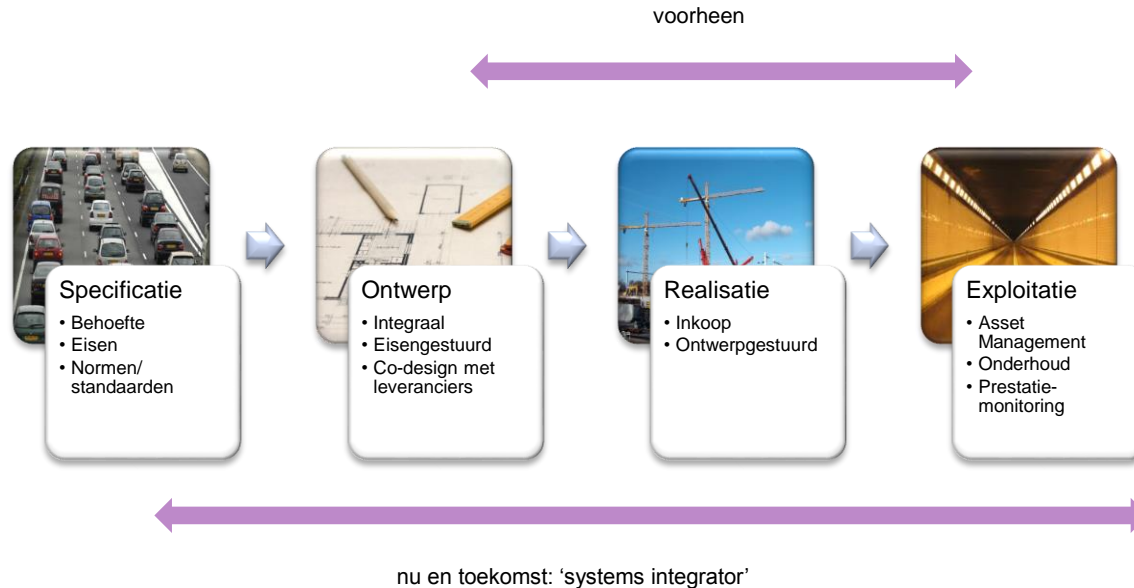 voorheen
Specificatie
• Behoefte
• Eisen
• Normen/
standaarden
Ontwerp
• Integraal
• Eisengestuurd
• Co-design met
leveranciers
Realisatie
• Inkoop
• Ontwerpgestuurd
Exploitatie
• Asset
Management
• Onderhoud
• Prestatie-
monitoring
nu en toekomst: ‘systems integrator’